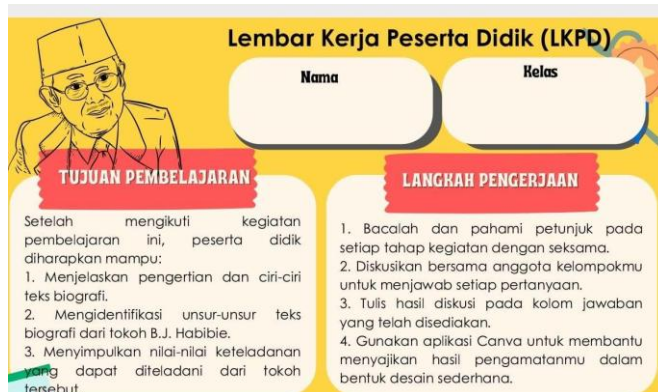 Lembar Kerja Peserta Didik (LKPD)
Nama
Kelas
TUJUAN PEMBELAJARAN
Setelah mengikuti kegiatan
pembelajaran ini, peserta didik
diharapkan mampu:
1. Menjelaskan pengertian dan ciri-ciri
teks biografi.
2. Mengidentifikasi unsur-unsur teks
biografi dari tokoh B.J. Habibie.
3. Menyimpulkan nilai-nilai keteladanan
yang dapat diteladani dari tokoh
tersebut
LANGKAH PENGERJAAN
1. Bacalah dan pahami petunjuk pada
setiap tahap kegiatan dengan seksama.
2. Diskusikan bersama anggota kelompokmu
untuk menjawab setiap pertanyaan.
3. Tulis hasil diskusi pada kolom jawaban
yang telah disediakan.
4. Gunakan aplikasi Canva untuk membantu
menyajikan hasil pengamatanmu dalam
bentuk desain sederhana.